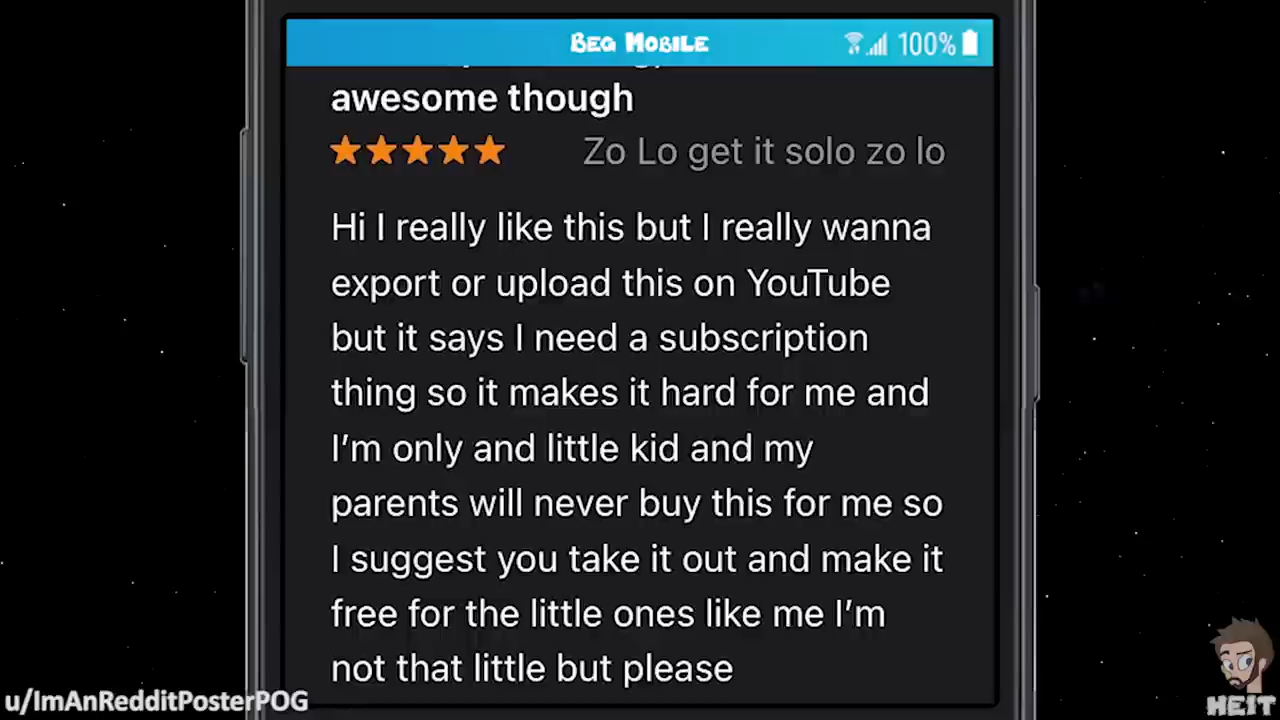 BEG MOBILE
100%
awesome though
Zo Lo get it solo zo lo
Hi I really like this but I really wanna
export or upload this on YouTube
but it says I need a subscription
thing so it makes it hard for me and
I'm only and little kid and my
parents will never buy this for me so
I suggest you take it out and make it
free for the little ones like me I'm
not that little but please
u/ImAnRedditPosterPOG
HEIT